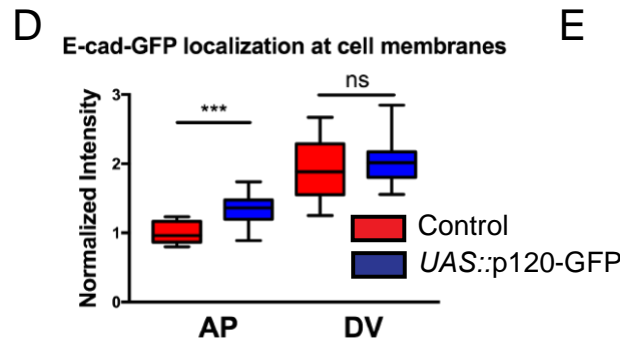 D
E
E-cad-GFP localization at cell membranes
Normalized Intensity
3
2
1
0
***
ns
Control
UAS::p120-GFP
AP
DV